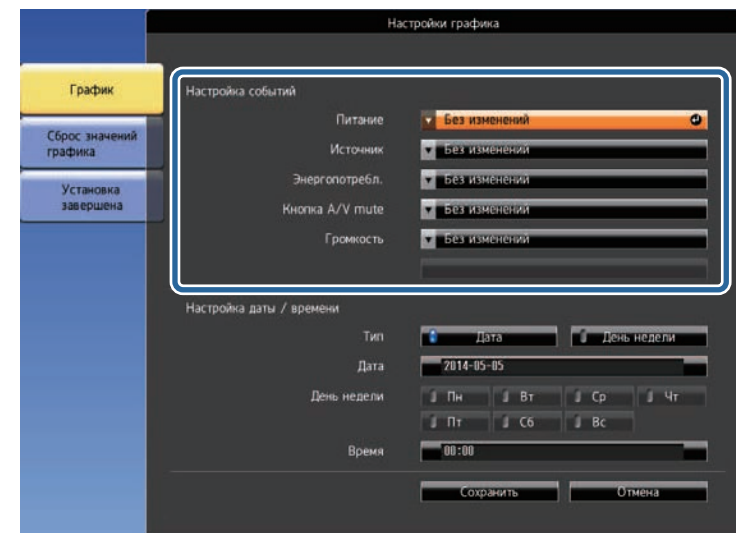 Настройки графика
График
Сброс значений
графика
Установка
завершена
Настройка событий
Питание Без изменений
Источник Без изменений
Энергопотребл. Без изменений
Кнопка A/V mute Без изменений
Громкость Без изменений
Настройка даты / времени
Тип Дата День недели
Дата 2014-05-05
День недели Пн Вт Ср Чт
Пт Сб Вс
Время 00:00
Сохранить Отмена